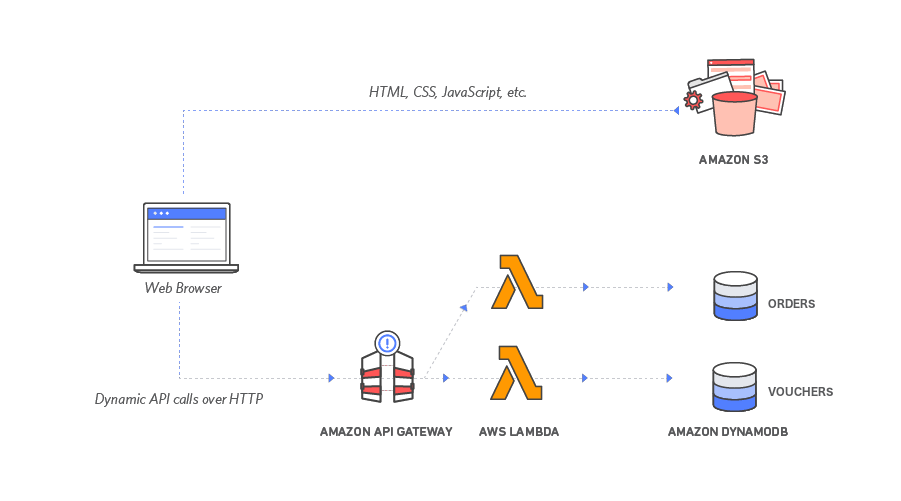 HTML, CSS, JavaScript, etc.
AMAZON S3
Web Browser
ORDERS
VOUCHERS
Dynamic API calls over HTTP
AMAZON API GATEWAY
AWS LAMBDA
AMAZON DYNAMODB